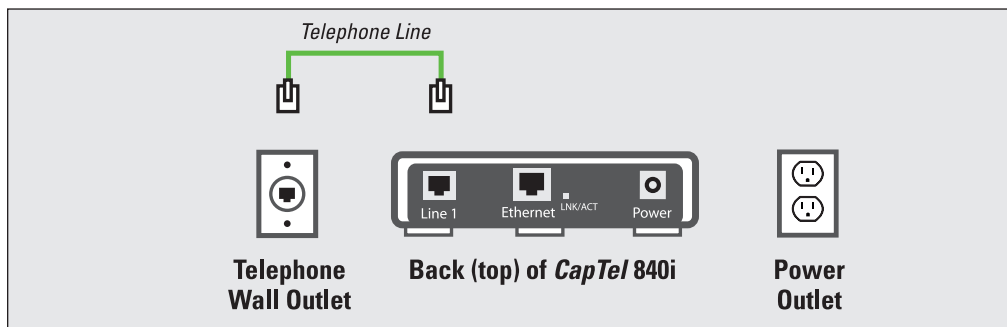 Telephone Line
Line 1
Ethernet
LNK/ACT
Power
Telephone
Wall Outlet
Back (top) of CapTel 840i
Power
Outlet